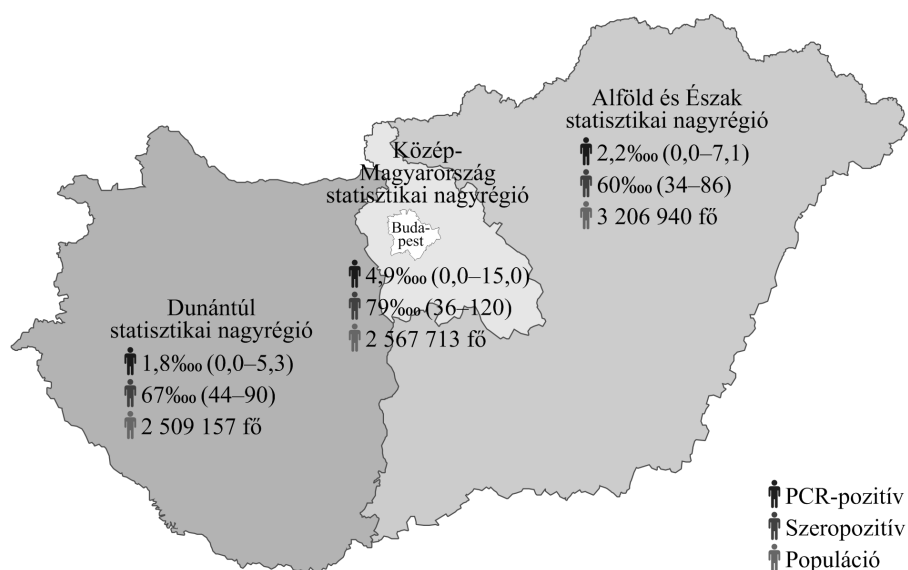 Alföld és Észak
statisztikai nagyrégió
2,2‱ (0,0–7,1)
60‱ (34–86)
3 206 940 fő
Közép-
Magyarország
statisztikai nagyrégió
Buda-
pest
4,9‱ (0,0–15,0)
79‱ (36–120)
2 567 713 fő
Dunántúl
statisztikai nagyrégió
1,8‱ (0,0–5,3)
67‱ (44–90)
2 509 157 fő
PCR-pozitív
Szeropozitív
Populáció